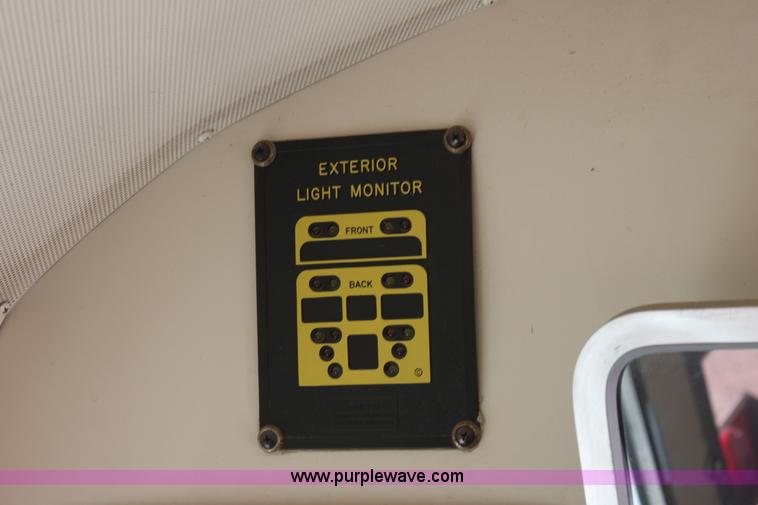 EXTERIOR
LIGHT MONITOR
FRONT
BACK
©
www.purplewave.com